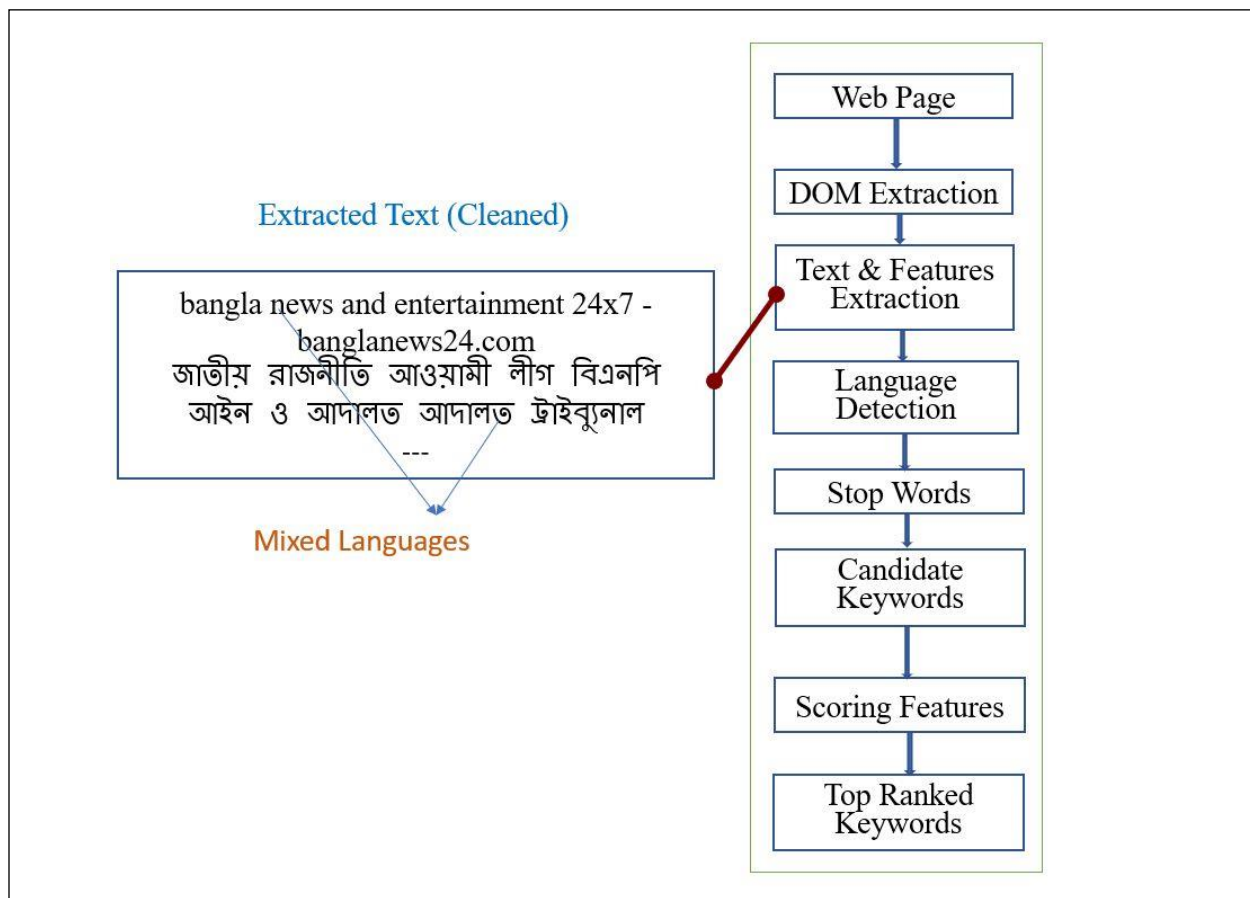 Extracted Text (Cleaned)
bangla news and entertainment 24x7 -
banglanews24.com
জাতীয় রাজনীতি আওয়ামী লীগ বিএনপি
আইন ও আদালত আদালত ট্রাইব্যুনাল
---
Mixed Languages
Web Page
DOM Extraction
Text & Features
Extraction
Language
Detection
Stop Words
Candidate
Keywords
Scoring Features
Top Ranked
Keywords